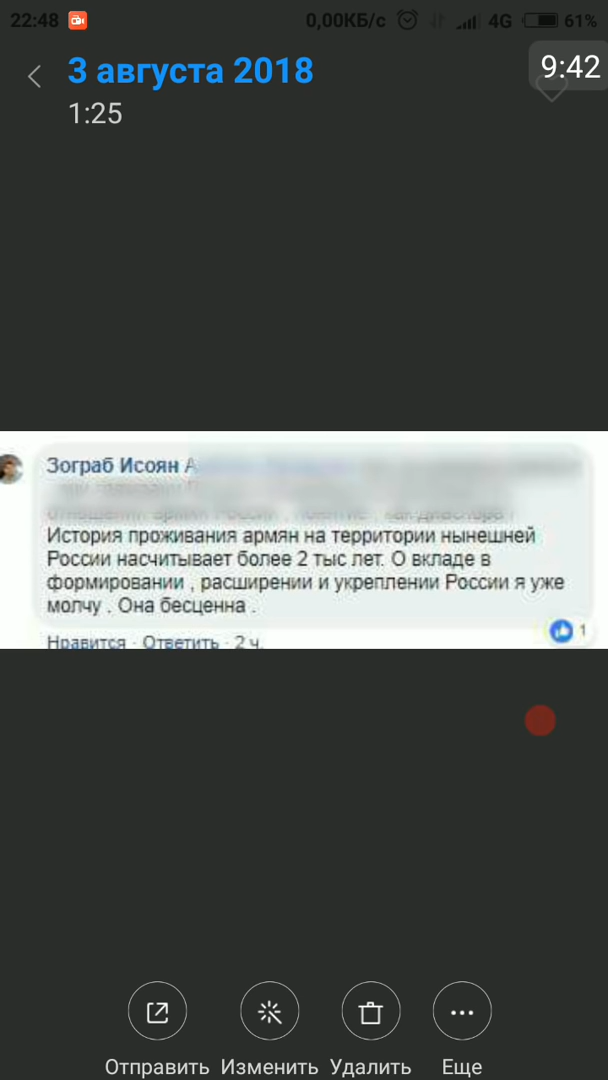 22:48 0,00КБ/с 4G 61%
3 августа 2018
9:42
1:25
Зограб Исоян
История проживания армян на территории нынешней
России насчитывает более 2 тыс лет. О вкладе в
формировании , расширении и укреплении России я уже
молчу . Она бесценна .
1
Нравится · Ответить · 2 ч.
Отправить Изменить Удалить Еще